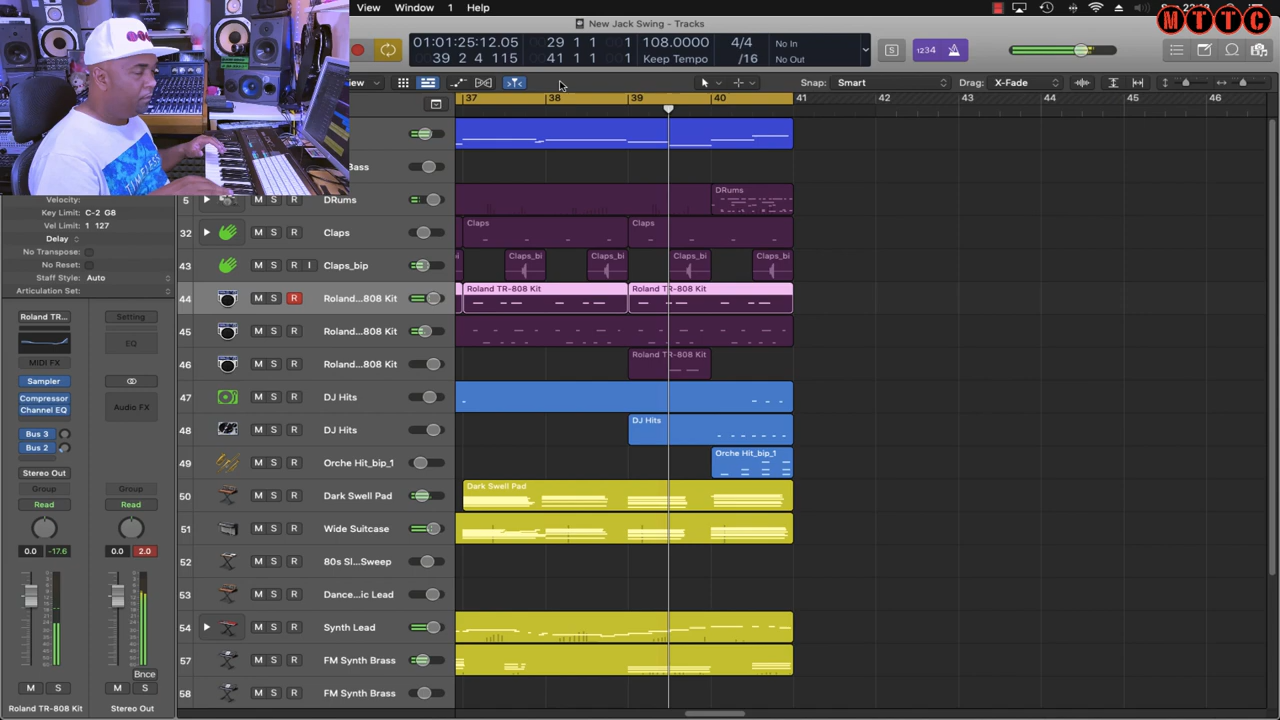 View Window 1 Help
MTTC
New Jack Swing - Tracks
01:01:25:12.05 29 1 1 1 108.0000 4/4 No In
39 2 4 115 41 1 1 1 Keep Tempo /16 No Out
S 1234
ew Snap: Smart Drag: X-Fade
37 38 39 40 41 42 43 44 45 46
TIMELESS
Bass
5 DRums DRums
32 M S R Claps Claps Claps
43 M S R I Claps_bip Claps_bi Claps_bi Claps_bi Claps_bi
44 M S R Roland...808 Kit Roland TR-808 Kit Roland TR-808 Kit
45 M S R Roland...808 Kit
46 M S R Roland...808 Kit Roland TR-808 Kit
47 M S R DJ Hits
48 M S R DJ Hits DJ Hits
49 M S R Orche Hit_bip_1 Orche Hit_bip_1
50 M S R Dark Swell Pad Dark Swell Pad
51 M S R Wide Suitcase
52 M S R 80s Sl...Sweep
53 M S R Dance...ic Lead
54 M S R Synth Lead
57 M S R FM Synth Brass
58 M S R FM Synth Brass
Velocity:
Key Limit: C-2 G8
Vel Limit: 1 127
Delay
No Transpose:
No Reset:
Staff Style: Auto
Articulation Set:
Roland TR... Setting
EQ
MIDI FX
Sampler
Compressor Audio FX
Channel EQ
Bus 3
Bus 2
Stereo Out
Group Group
Read Read
0.0 -17.6 0.0 2.0
Bnce
M S M S
Roland TR-808 Kit Stereo Out